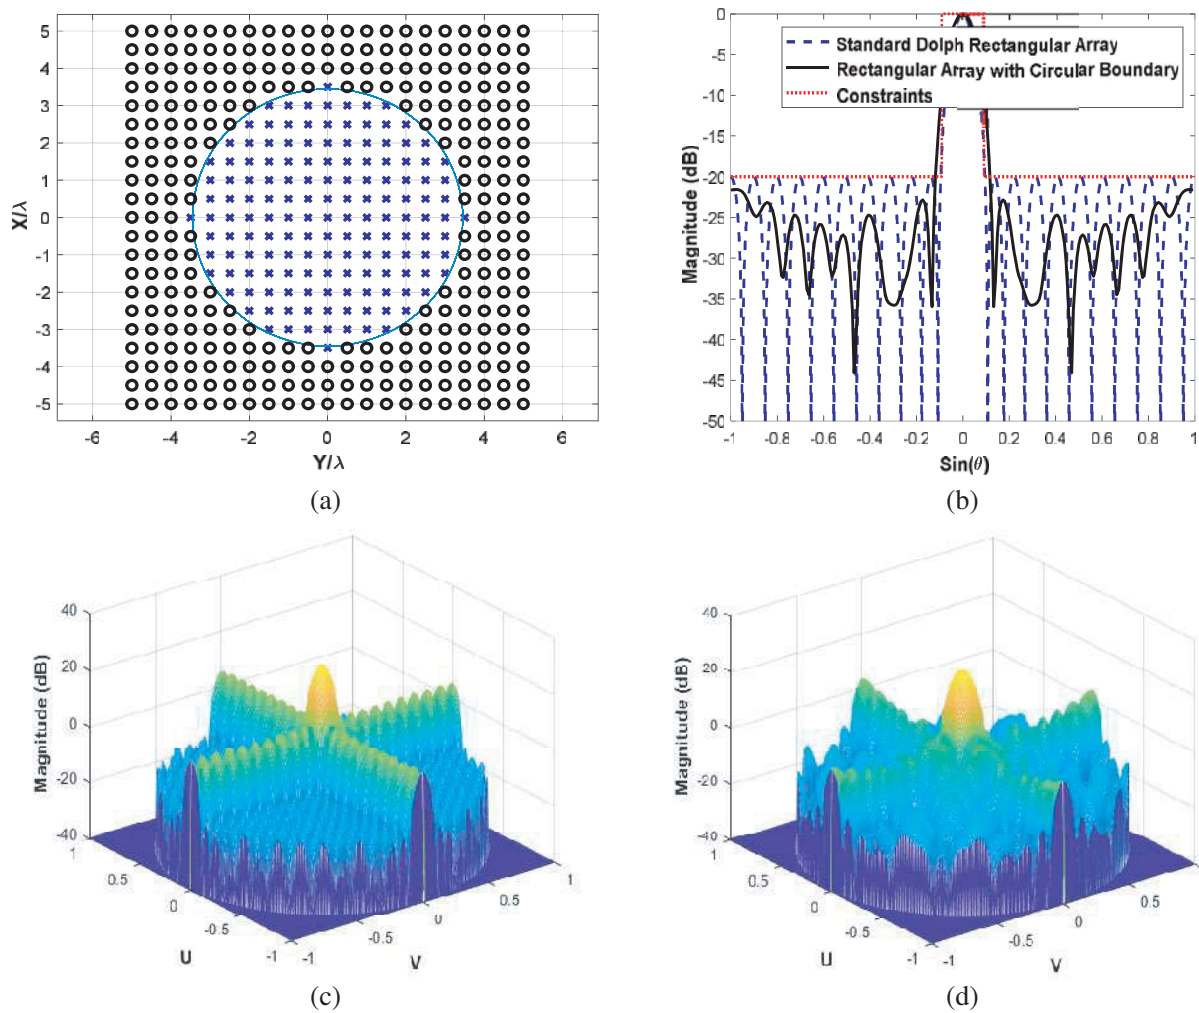 5
4
3
2
1
0
-1
-2
-3
-4
-5
X/λ
-6 -4 -2 0 2 4 6
Y/λ
(a)
0
-5
-10
-15
-20
-25
-30
-35
-40
-45
-50
Magnitude (dB)
Standard Dolph Rectangular Array
Rectangular Array with Circular Boundary
Constraints
-1 -0.8 -0.6 -0.4 -0.2 0 0.2 0.4 0.6 0.8 1
Sin(θ)
(b)
40
20
0
-20
-40
Magnitude (dB)
1
0.5
0
-0.5
-1
U
-1
-0.5
0
0.5
1
V
(c)
40
20
0
-20
-40
Magnitude (dB)
1
0.5
0
-0.5
-1
U
-1
-0.5
0
0.5
V
(d)